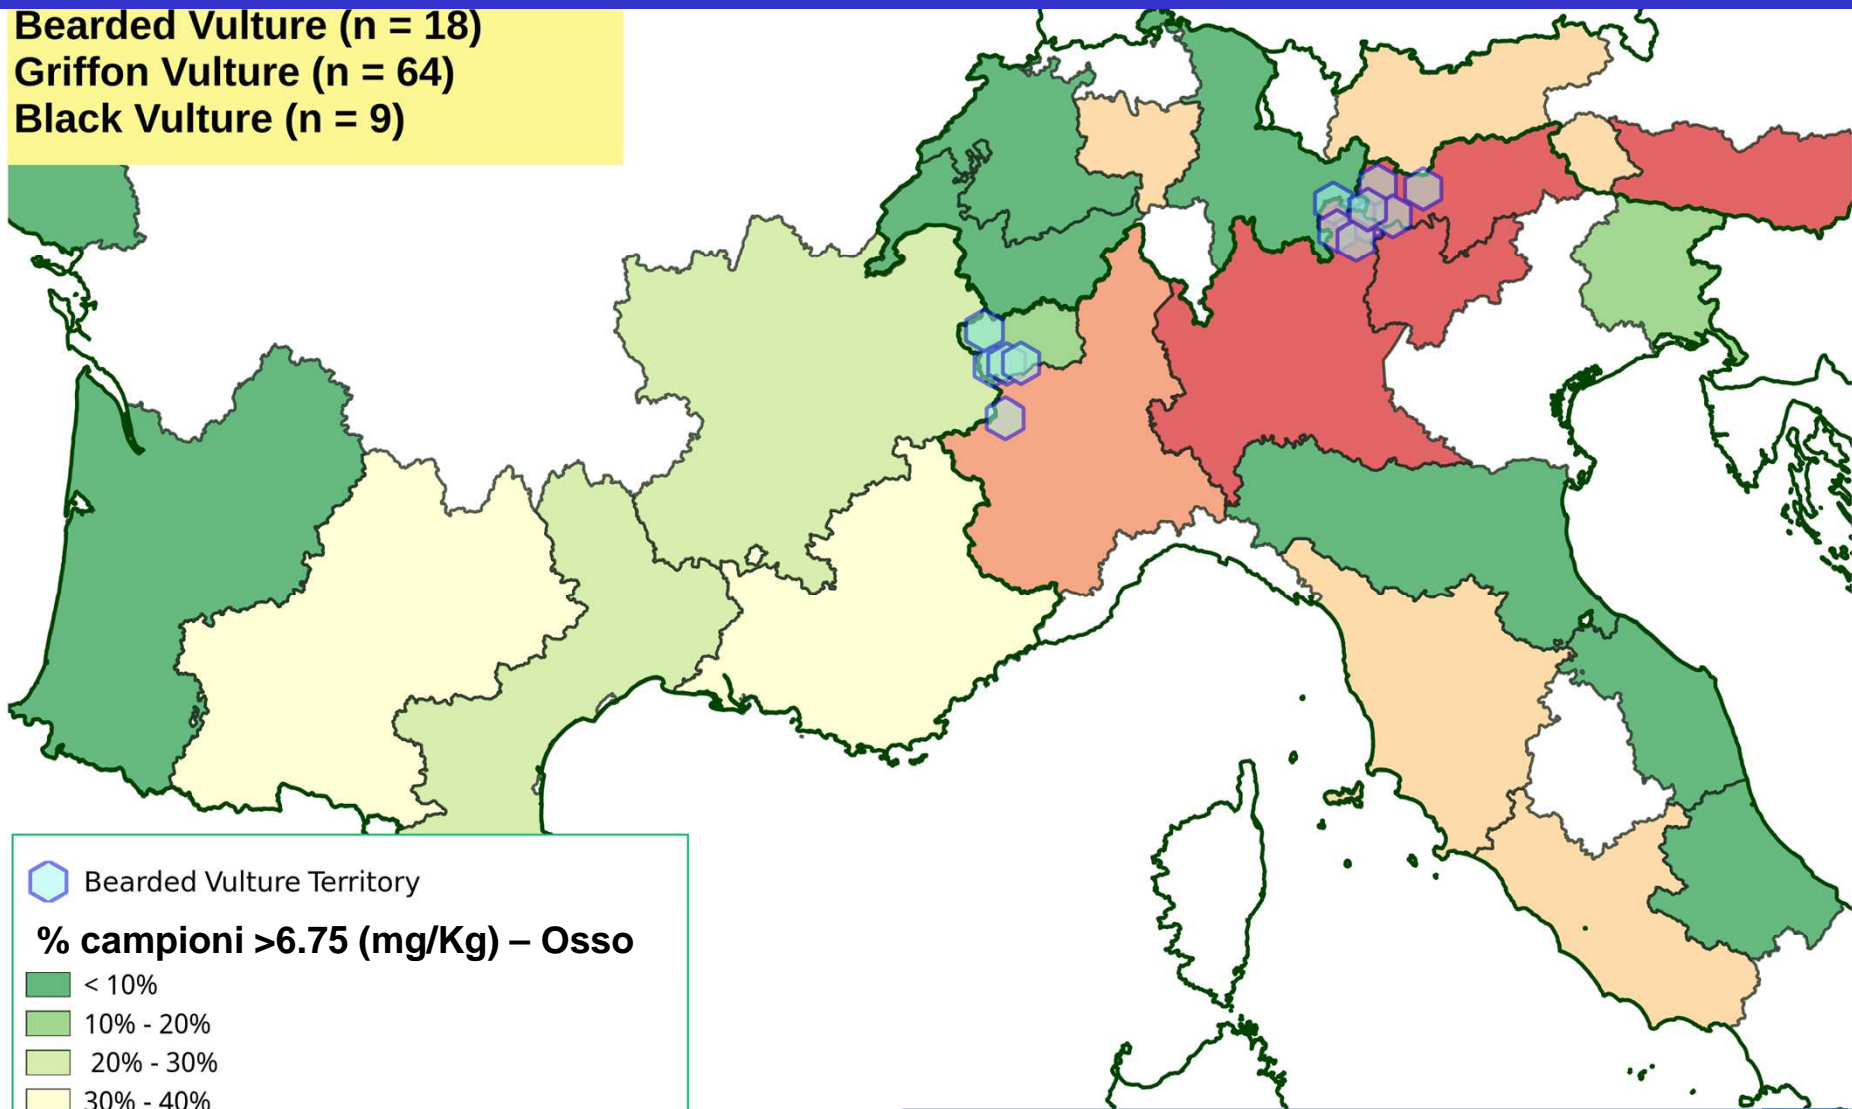 Bearded Vulture (n = 18)
Griffon Vulture (n = 64)
Black Vulture (n = 9)
Bearded Vulture Territory
% campioni >6.75 (mg/Kg) – Osso
< 10%
10% - 20%
20% - 30%
30% - 40%